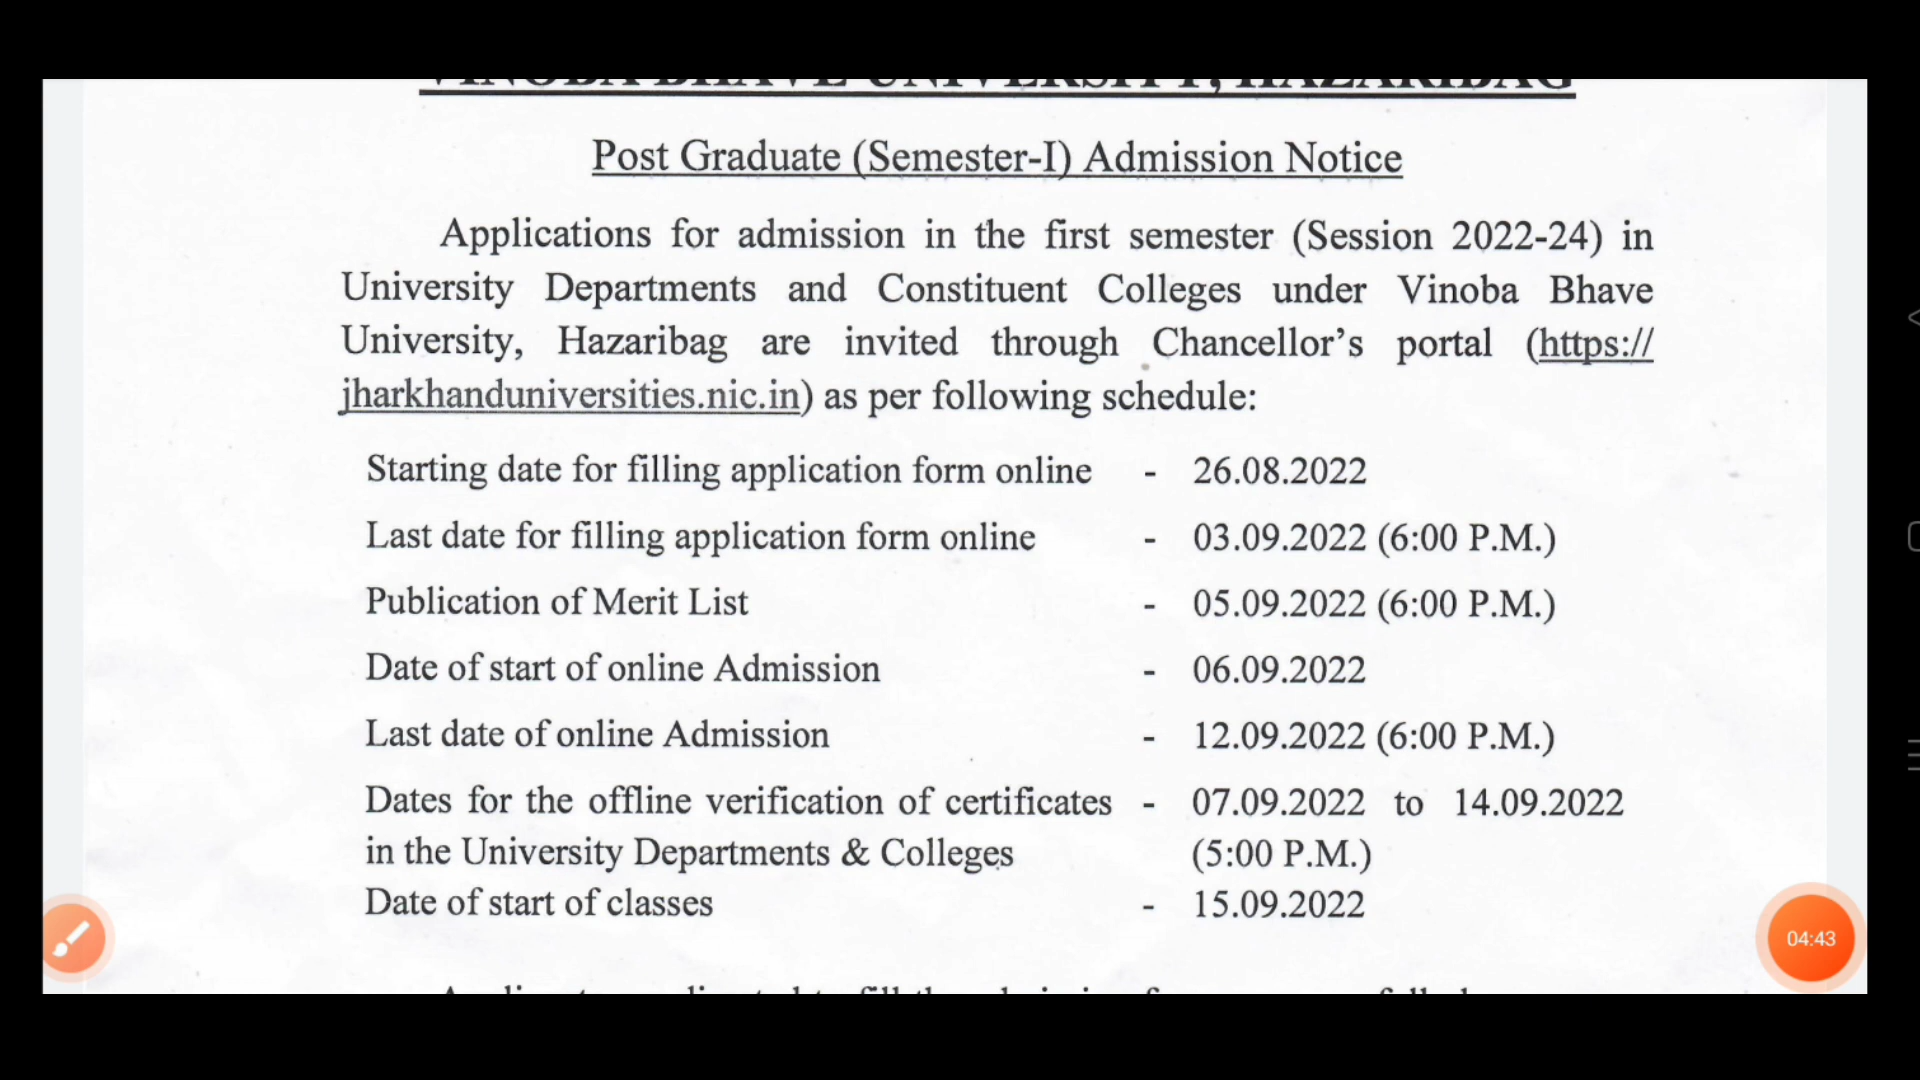 VINOBA BHAVE UNIVERSITY, HAZARIBAG
Post Graduate (Semester-I) Admission Notice
Applications for admission in the first semester (Session 2022-24) in
University Departments and Constituent Colleges under Vinoba Bhave
University, Hazaribag are invited through Chancellor’s portal (https://
jharkhanduniversities.nic.in) as per following schedule:
Starting date for filling application form online - 26.08.2022
Last date for filling application form online - 03.09.2022 (6:00 P.M.)
Publication of Merit List - 05.09.2022 (6:00 P.M.)
Date of start of online Admission - 06.09.2022
Last date of online Admission - 12.09.2022 (6:00 P.M.)
Dates for the offline verification of certificates - 07.09.2022 to 14.09.2022
in the University Departments & Colleges (5:00 P.M.)
Date of start of classes - 15.09.2022
04:43